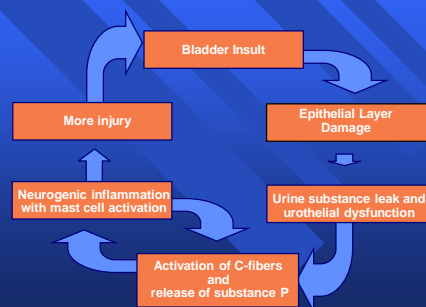 Bladder Insult
Epithelial Layer
Damage
Urine substance leak and
urothelial dysfunction
Activation of C-fibers
and
release of substance P
Neurogenic inflammation
with mast cell activation
More injury